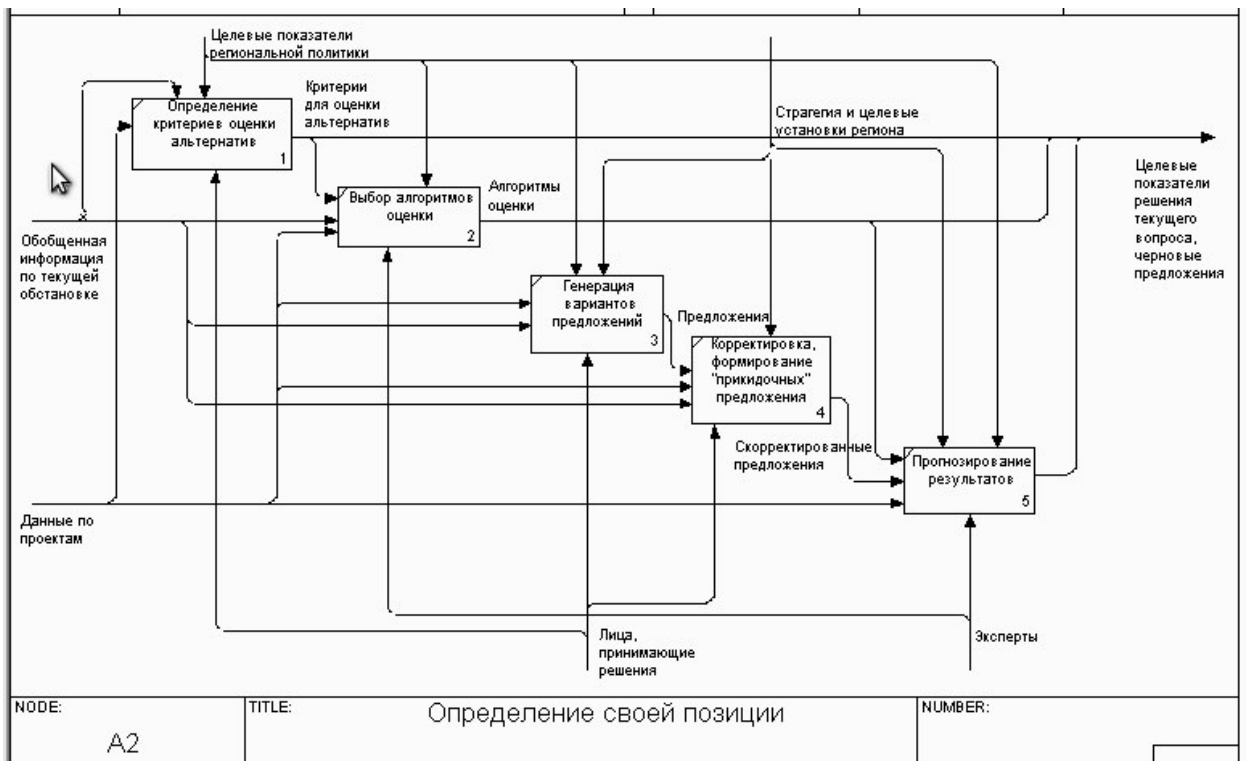 Целевые показатели
региональной политики
Критерии
для оценки
альтернатив
Определение
критериев оценки
альтернатив
1
Стратегия и целевые
установки региона
Целевые
показатели
решения
текущего
вопроса,
черновые
предложения
Выбор алгоритмов
оценки
2
Алгоритмы
оценки
Обобщенная
информация
по текущей
обстановке
Генерация
вариантов
предложений
3
Предложения
Корректировка,
формирование
"прикидочных"
предложения
4
Скорректированные
предложения
Прогнозирование
результатов
5
Данные по
проектам
Лица,
принимающие
решения
Эксперты
NODE:
A2
TITLE:
Определение своей позиции
NUMBER: